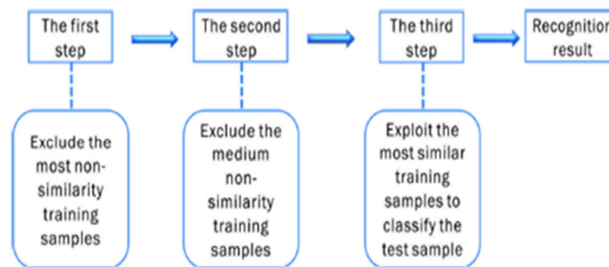 The first
step
The second
step
The third
step
Recognition
result
Exclude the
most non-
similarity
training
samples
Exclude the
medium
non-
similarity
training
samples
Exploit the
most similar
training
samples to
classify the
test sample